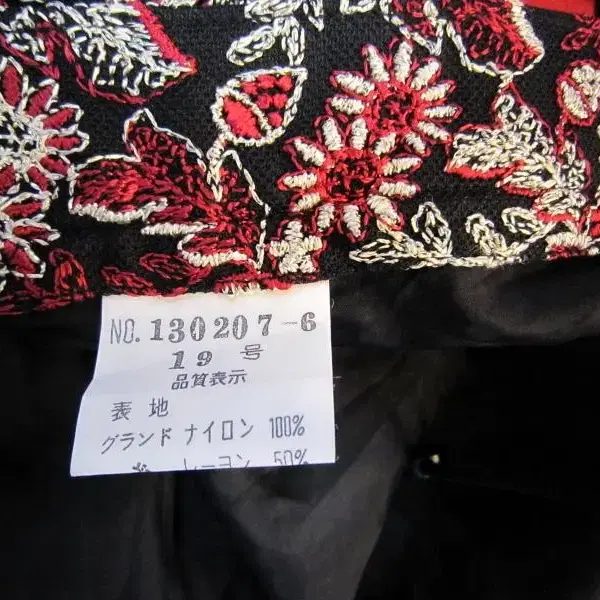 NO. 130207-6
19 号
品質表示
表 地
グランド ナイロン 100%
レーヨン 50%